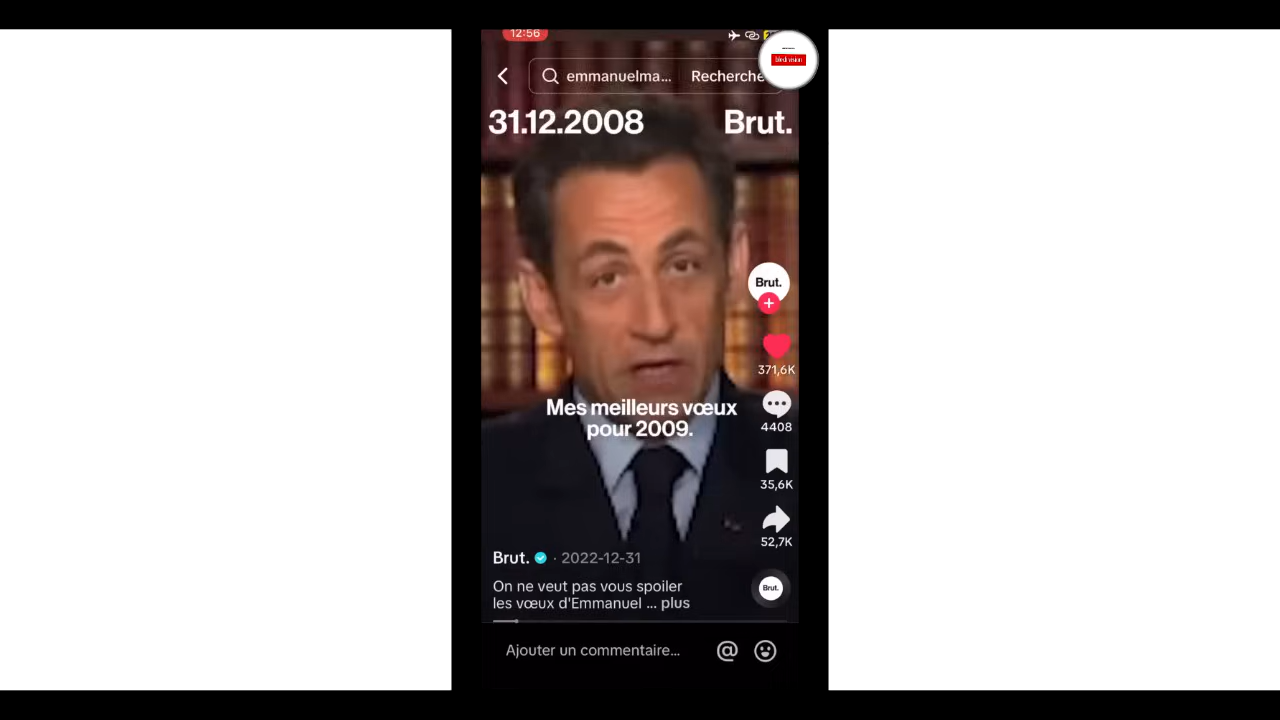 12:56
emmanuelma... Recherche
31.12.2008 Brut.
Brut.
371,6K
Mes meilleurs vœux
pour 2009.
4408
35,6K
52,7K
Brut. · 2022-12-31
On ne veut pas vous spoiler
les vœux d'Emmanuel ... plus
Brut.
Ajouter un commentaire...